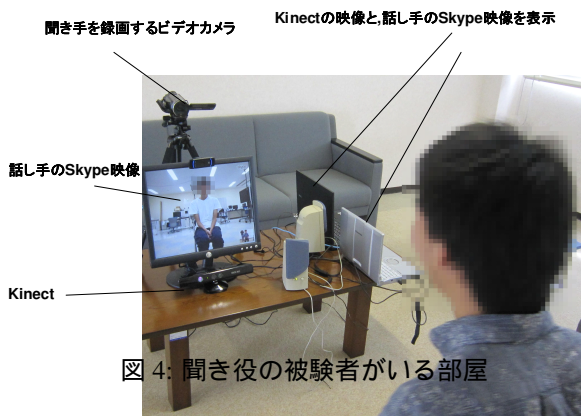 Kinectの映像と,話し手のSkype映像を表示
聞き手を録画するビデオカメラ
話し手のSkype映像
Kinect
図 4: 聞き役の被験者がいる部屋